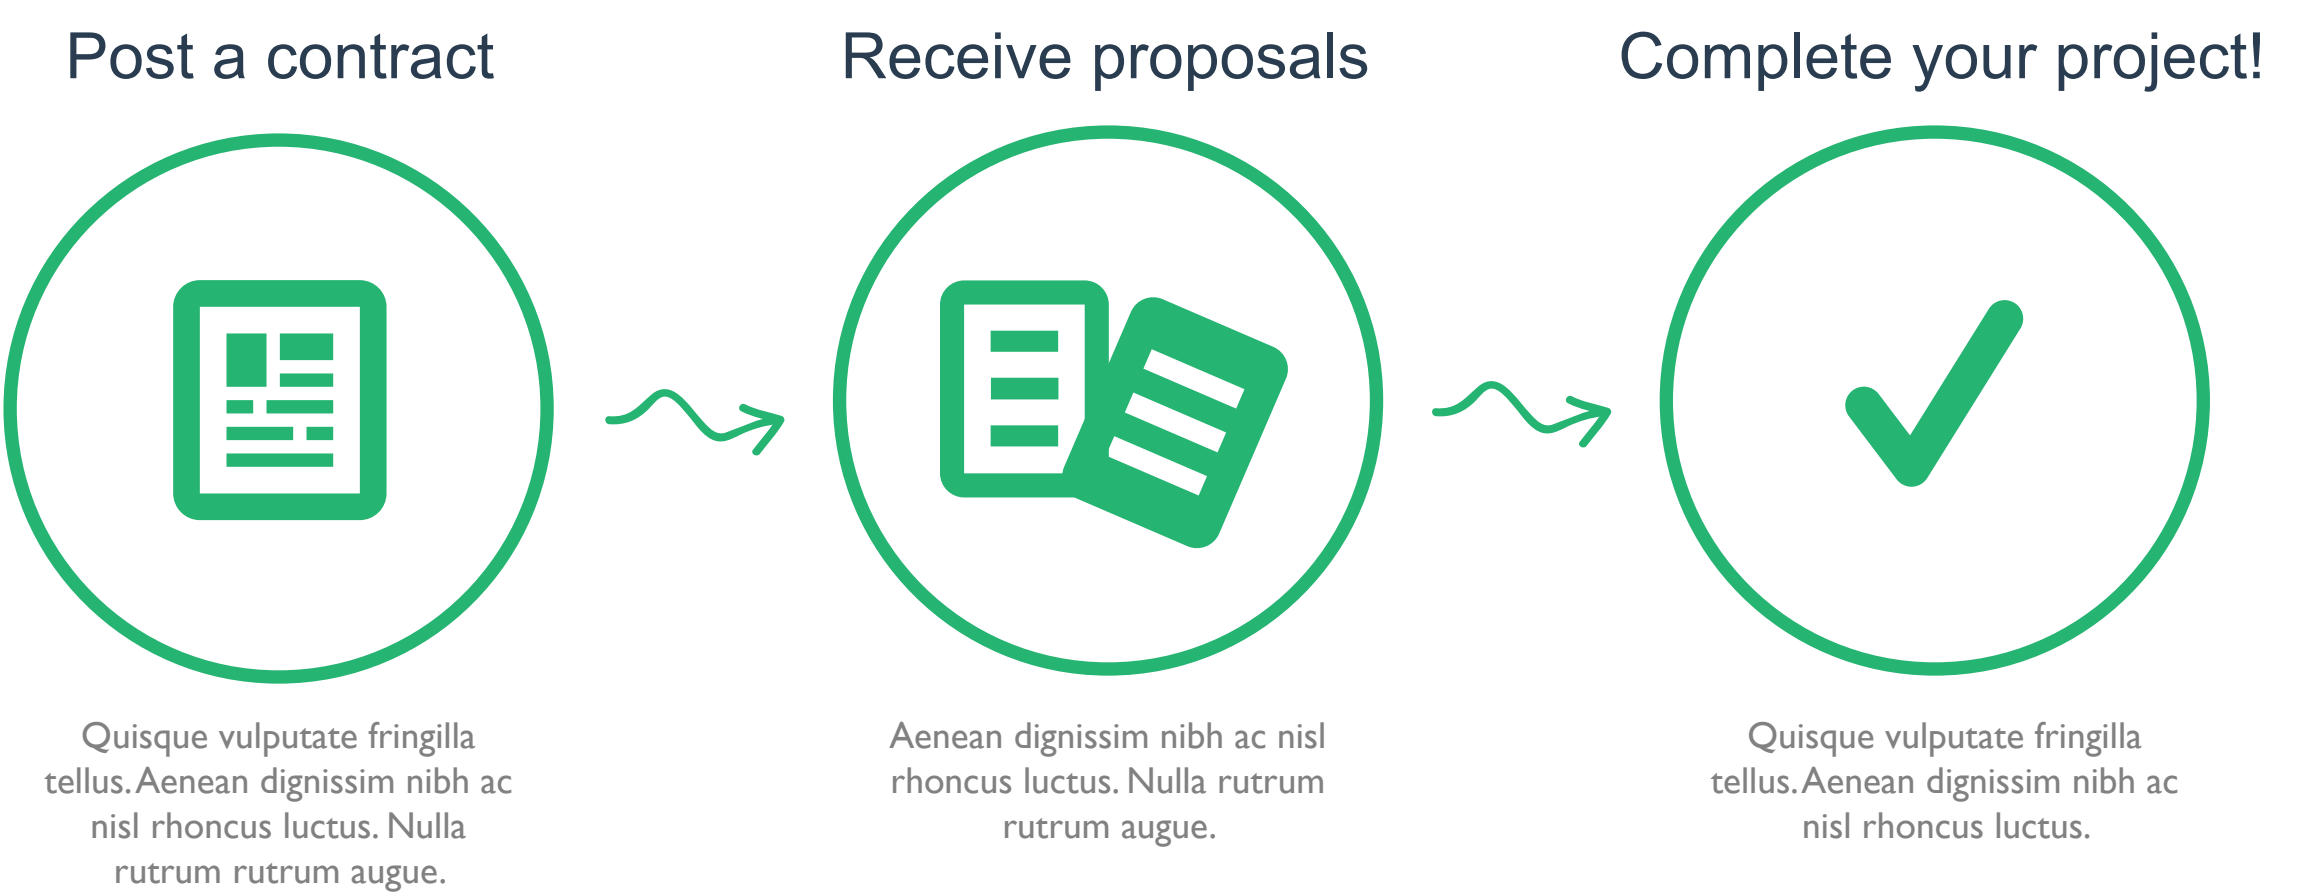 Post a contract
Receive proposals
Complete your project!
Quisque vulputate fringilla
tellus. Aenean dignissim nibh ac
nisl rhoncus luctus. Nulla
rutrum rutrum augue.
Aenean dignissim nibh ac nisl
rhoncus luctus. Nulla rutrum
rutrum augue.
Quisque vulputate fringilla
tellus. Aenean dignissim nibh ac
nisl rhoncus luctus.